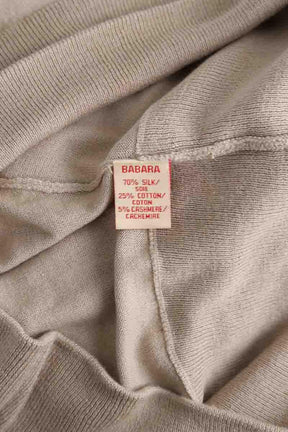 BABARA
70% SILK/
SOIE
25% COTTON/
COTON
5% CASHMERE/
CACHEMIRE